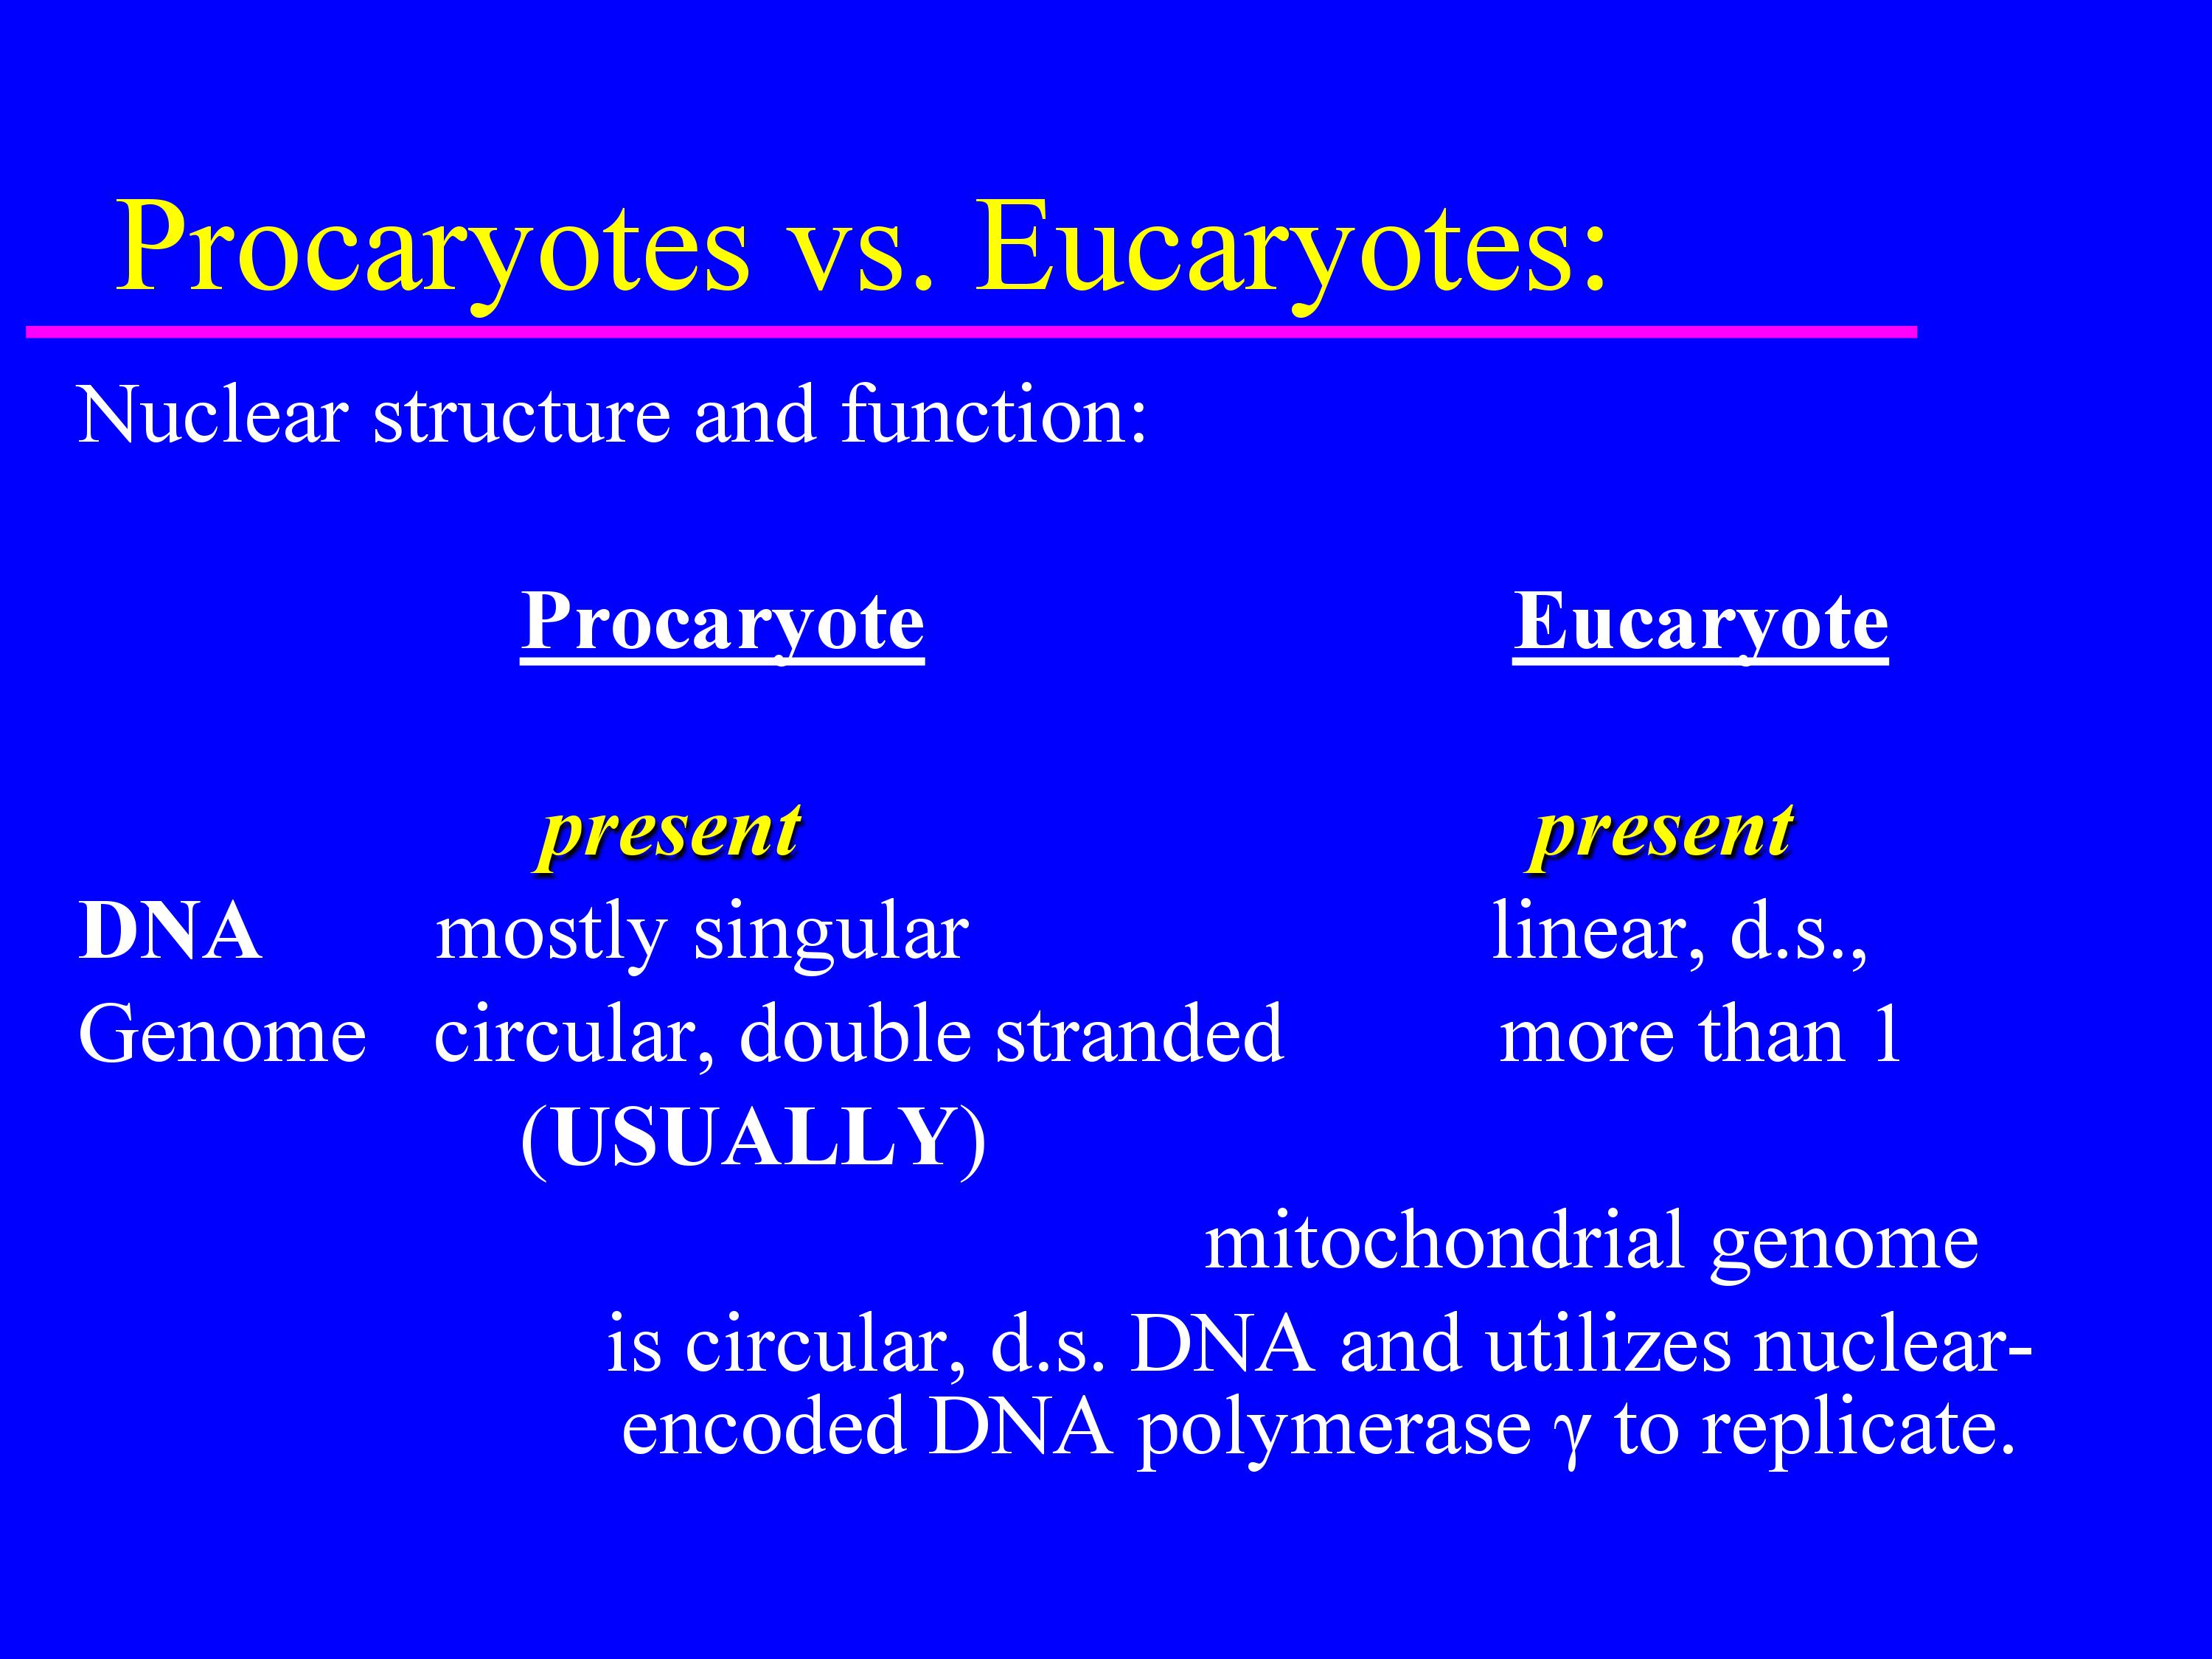 Procaryotes vs. Eucaryotes:
Nuclear structure and function:
Procaryote Eucaryote
present present
DNA mostly singular linear, d.s.,
Genome circular, double stranded more than 1
(USUALLY)
mitochondrial genome
is circular, d.s. DNA and utilizes nuclear-
encoded DNA polymerase γ to replicate.